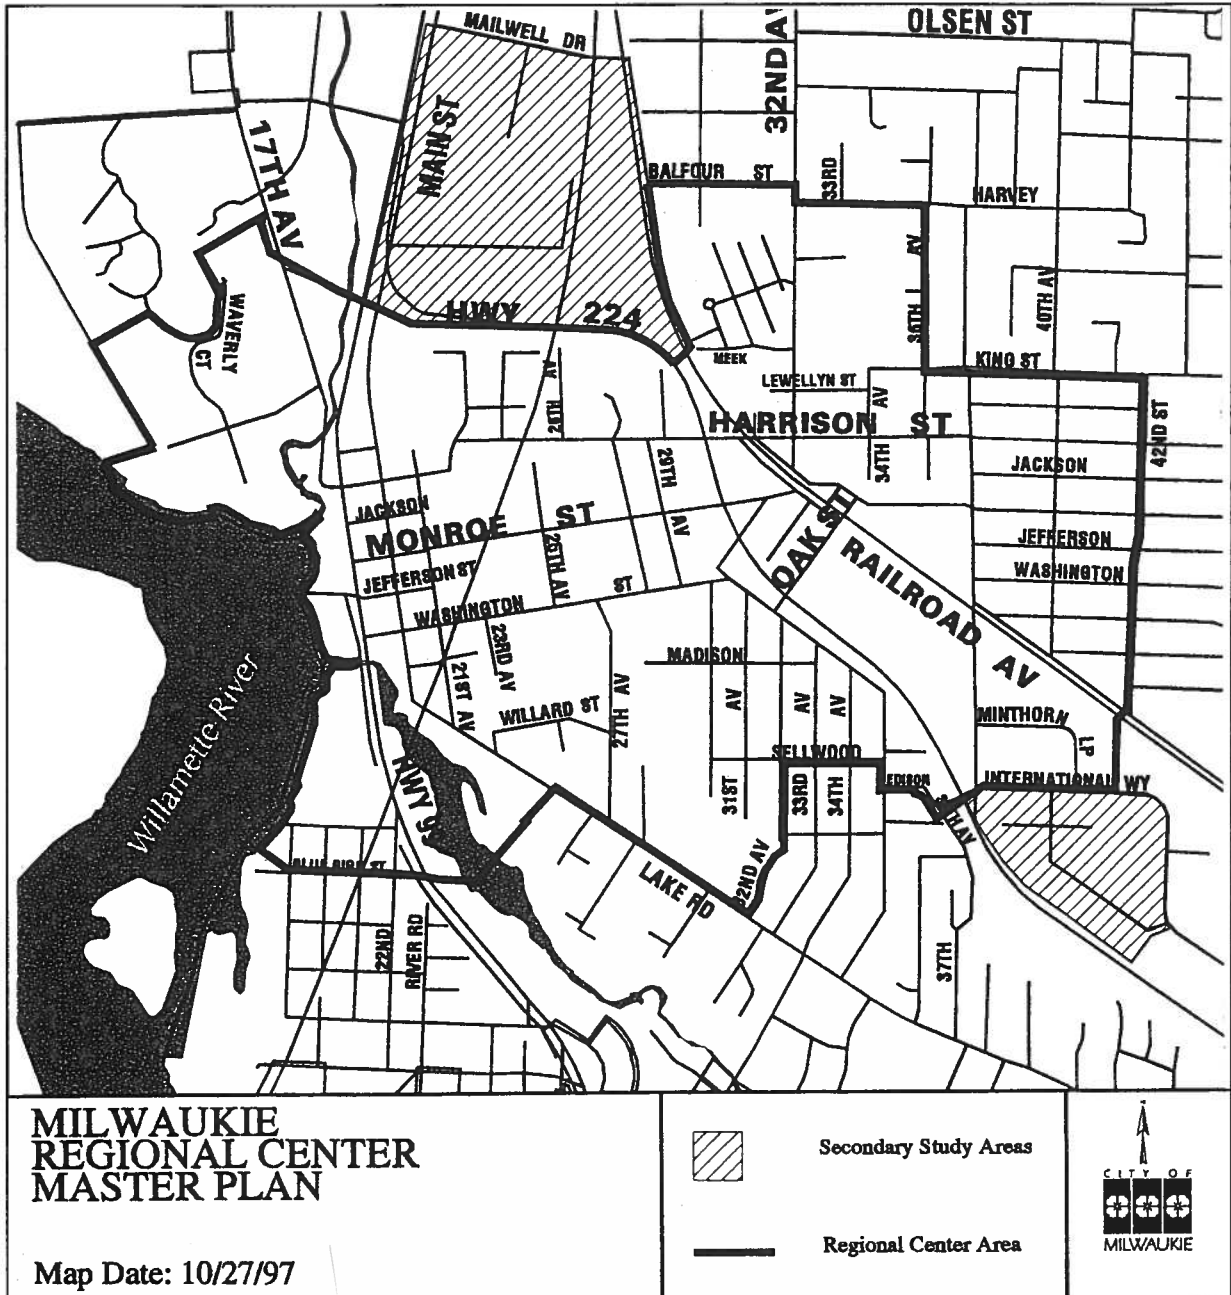 MAILWELL DR
32ND AV
OLSEN ST
17TH AV
MAIN ST
BALFOUR ST
33RD
HARVEY
WAVERLY CT
HWY 224
36TH AV
40TH AV
MEEK
KING ST
LEWELLYN ST
AV
HARRISON ST
34TH AV
42ND ST
29TH AV
JACKSON
JACKSON
MONROE ST
OAK ST
RAILROAD AV
JEFFERSON
JEFFERSON ST
25TH AV
WASHINGTON
WASHINGTON ST
23RD AV
21ST AV
MADISON
WILLARD ST
27TH AV
31ST AV
33RD AV
34TH AV
MINTHORN LP
SELLWOOD
EDISON
INTERNATIONAL WY
Willamette River
HWY 99
LAKE RD
32ND AV
BLUE BIRD ST
22ND
RIVER RD
37TH
MILWAUKIE
REGIONAL CENTER
MASTER PLAN
Map Date: 10/27/97
Secondary Study Areas
Regional Center Area
CITY OF
MILWAUKIE